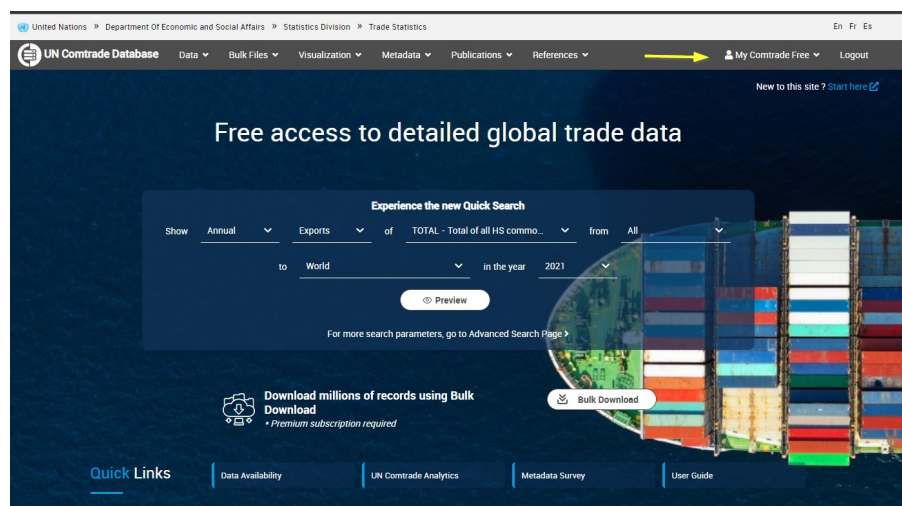 United Nations » Department Of Economic and Social Affairs » Statistics Division » Trade Statistics En Fr Es
UN Comtrade Database Data Bulk Files Visualization Metadata Publications References My Comtrade Free Logout
New to this site ? Start here
Free access to detailed global trade data
Experience the new Quick Search
Show Annual Exports of TOTAL - Total of all HS commo... from All
to World in the year 2021
Preview
For more search parameters, go to Advanced Search Page >
Download millions of records using Bulk
Download
• Premium subscription required
Bulk Download
Quick Links Data Availability UN Comtrade Analytics Metadata Survey User Guide